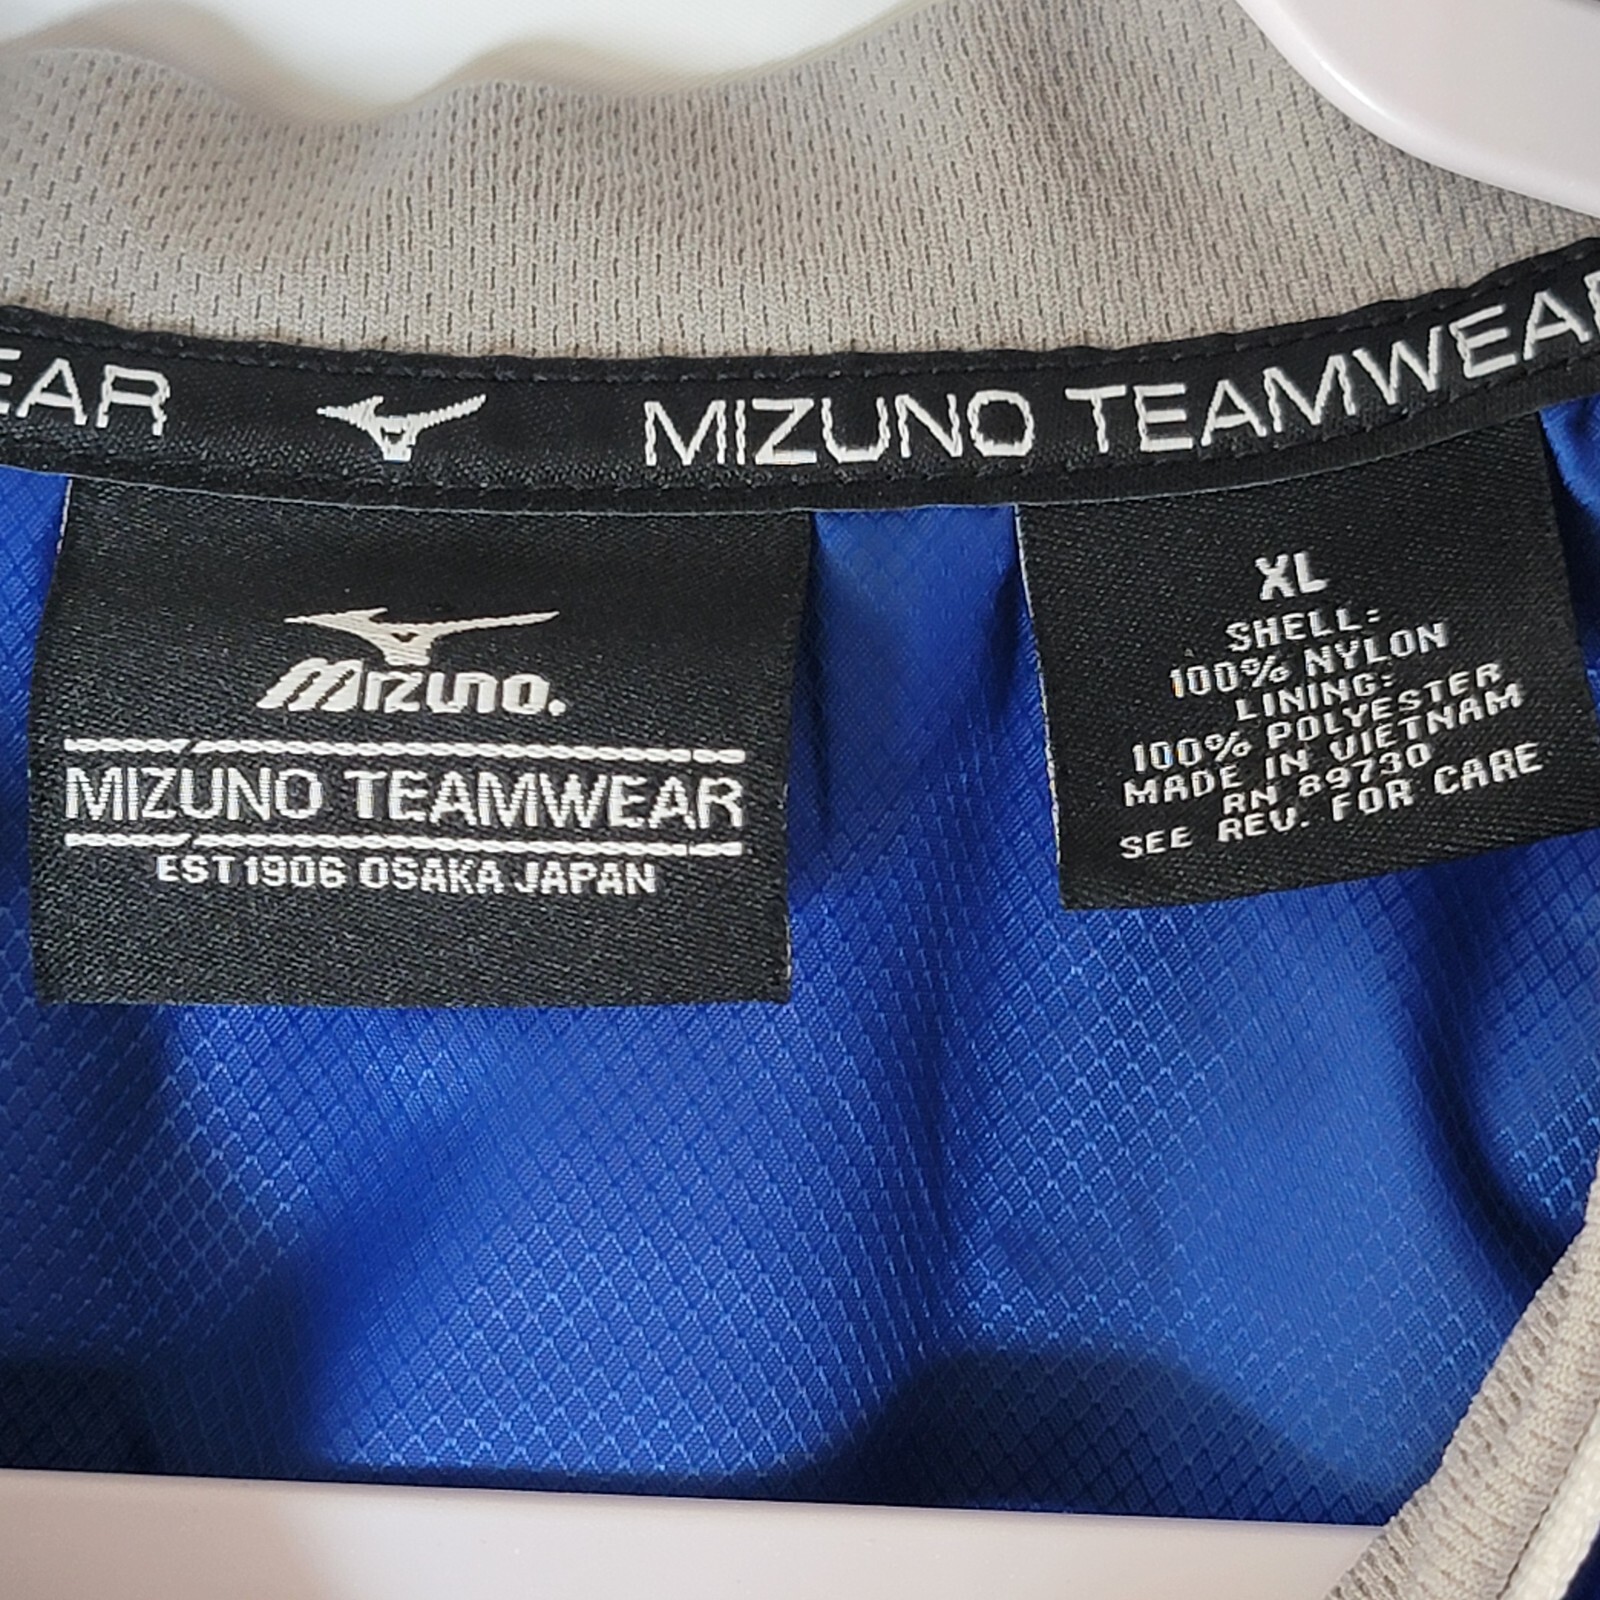 EAR MIZUNO TEAMWEAR
mizuno.
MIZUNO TEAMWEAR
EST 1906 OSAKA JAPAN
XL
SHELL:
100% NYLON
LINING:
100% POLYESTER
MADE IN VIETNAM
RN 89730
SEE REV. FOR CARE